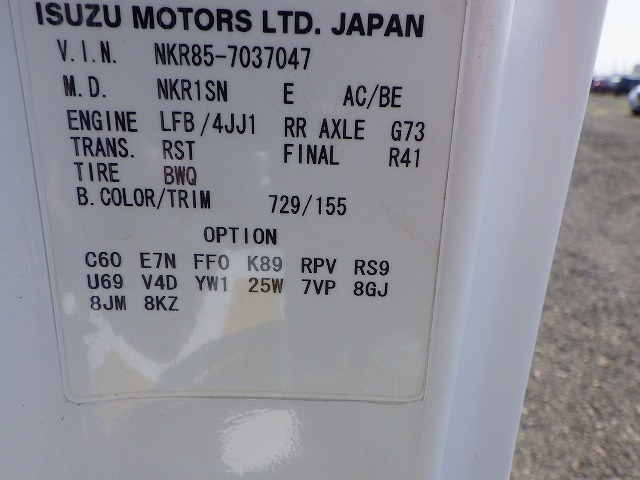 ISUZU MOTORS LTD. JAPAN
V.I.N. NKR85-7037047
M.D. NKR1SN E AC/BE
ENGINE LFB/4JJ1 RR AXLE G73
TRANS. RST FINAL R41
TIRE BWQ
B.COLOR/TRIM 729/155
OPTION
C60 E7N FF0 K89 RPV RS9
U69 V4D YW1 25W 7VP 8GJ
8JM 8KZ